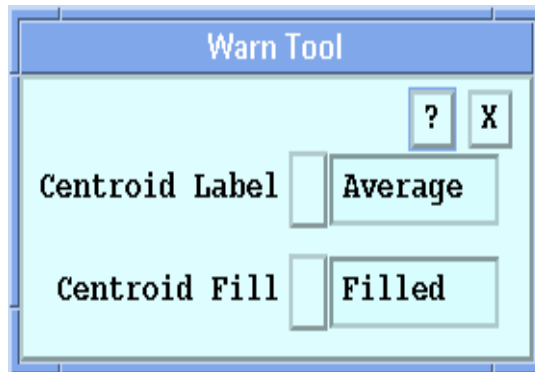 Warn Tool
? X
Centroid Label Average
Centroid Fill Filled